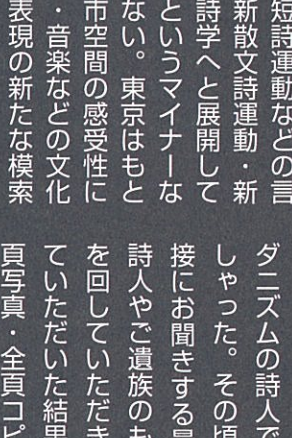 短詩運動などの言
新散文詩運動・新
詩学へと展開して
というマイナーな
ない。東京はもと
市空間の感受性に
・音楽などの文化
表現の新たな模索
ダニズムの詩人で
しゃった。その頃
接にお聞きする最
詩人やご遺族のも
を回していただき
ていただいた結果
頁写真・全頁コピ